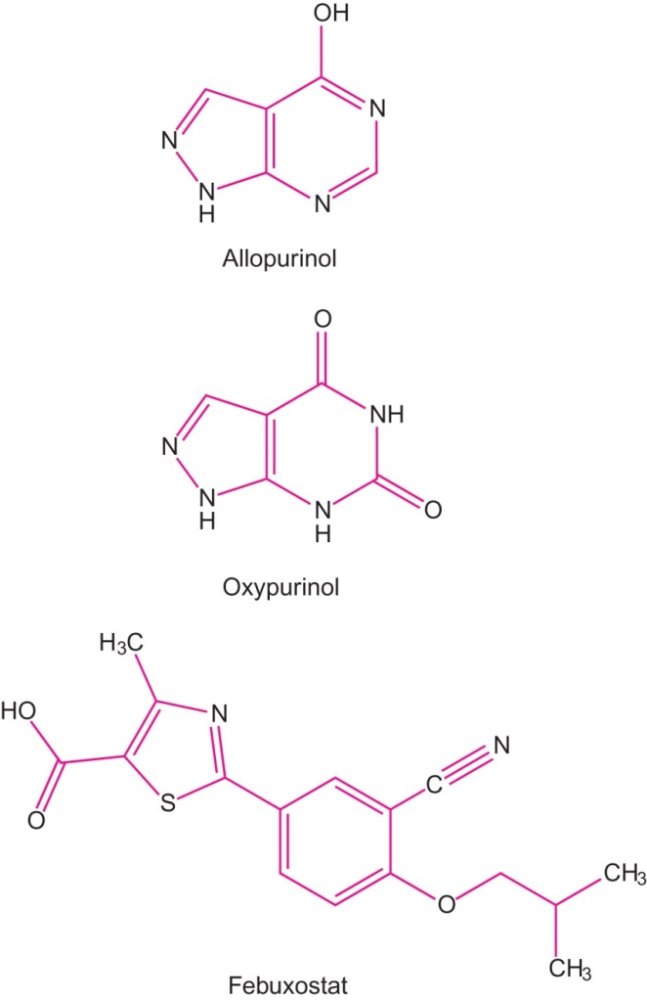 OH
N
N
N
H
N
Allopurinol
O
NH
N
N
H
N
H
O
Oxypurinol
H₃C
HO
N
N
C
S
O
CH₃
O
CH₃
Febuxostat